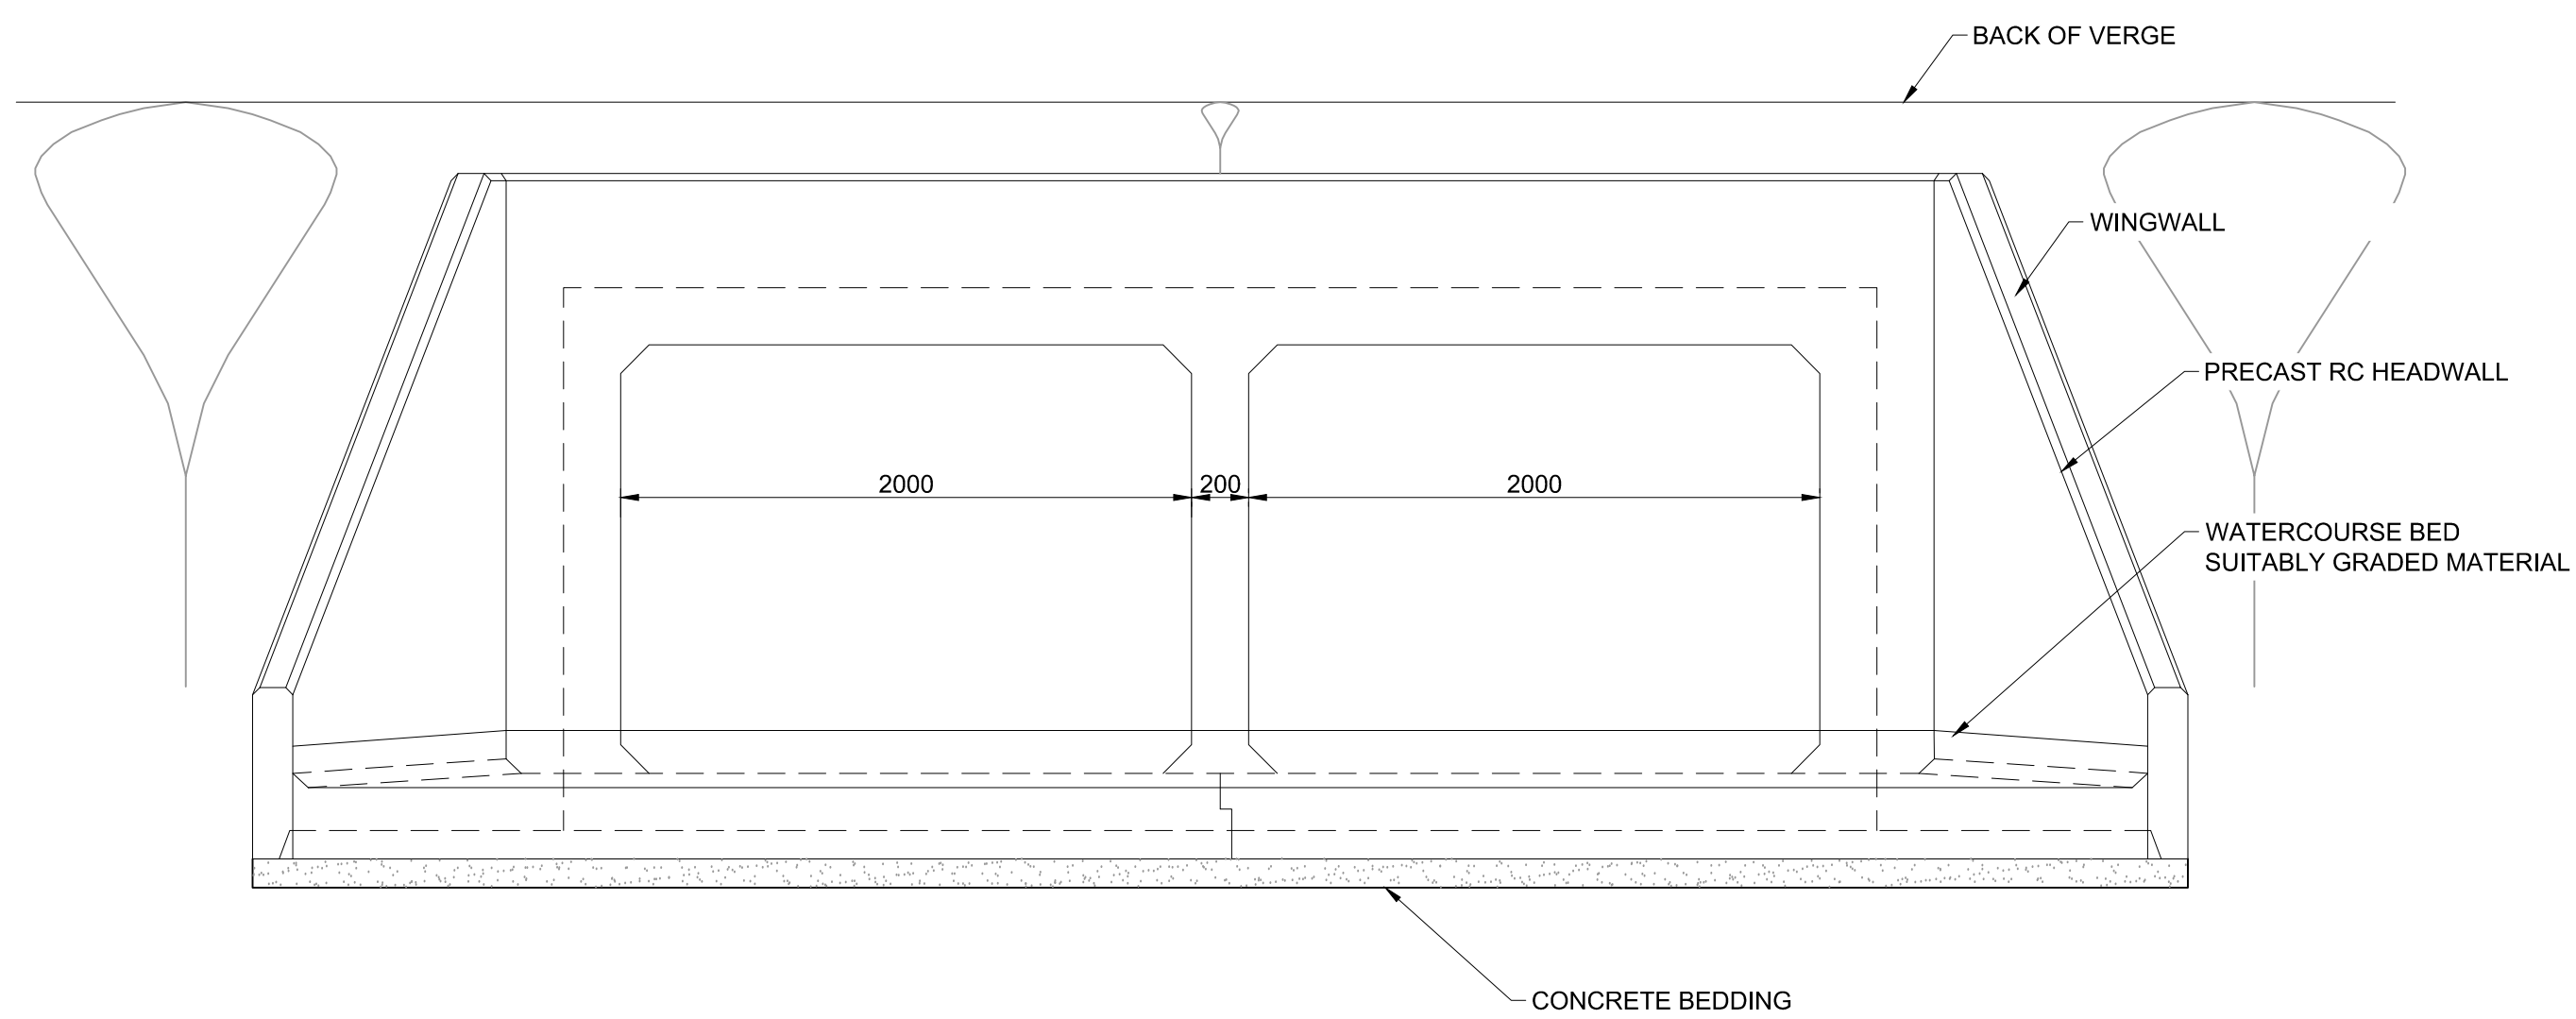 BACK OF VERGE
WINGWALL
PRECAST RC HEADWALL
2000
200
2000
WATERCOURSE BED
SUITABLY GRADED MATERIAL
CONCRETE BEDDING